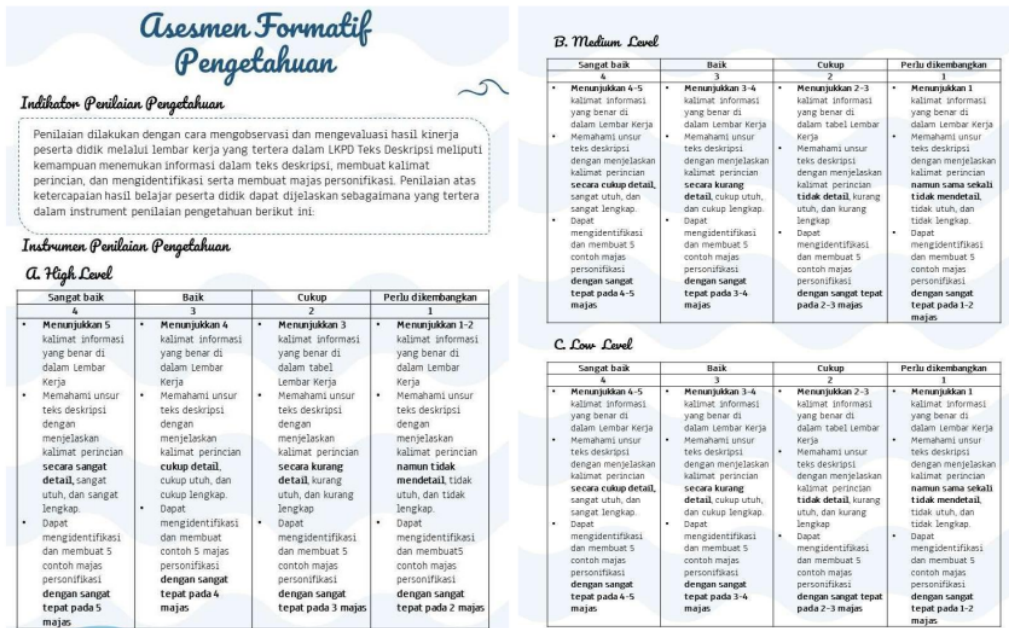 Asesmen Formatif
Pengetahuan
Indikator Penilaian Pengetahuan
Penilaian dilakukan dengan cara mengobservasi dan mengevaluasi hasil kinerja
peserta didik melalui lembar kerja yang tertera dalam LKPD Teks Deskripsi meliputi
kemampuan menemukan informasi dalam teks deskripsi, membuat kalimat
perincian, dan mengidentifikasi serta membuat majas personifikasi. Penilaian atas
ketercapaian hasil belajar peserta didik dapat dijelaskan sebagaimana yang tertera
dalam instrument penilaian pengetahuan berikut ini:
Instrumen Penilaian Pengetahuan
A. High Level
Sangat baik
4
• Menunjukkan 5
kalimat informasi
yang benar di
dalam Lembar
Kerja
• Memahami unsur
teks deskripsi
dengan
menjelaskan
kalimat perincian
secara sangat
detail, sangat
utuh, dan sangat
lengkap.
• Dapat
mengidentifikasi
dan membuat 5
contoh majas
personifikasi
dengan sangat
tepat pada 5
majas
Baik
3
• Menunjukkan 4
kalimat informasi
yang benar di
dalam Lembar
Kerja
• Memahami unsur
teks deskripsi
dengan
menjelaskan
kalimat perincian
cukup detail,
cukup utuh, dan
cukup lengkap.
• Dapat
mengidentifikasi
dan membuat
contoh 5 majas
personifikasi
dengan sangat
tepat pada 4
majas
Cukup
2
• Menunjukkan 3
kalimat informasi
yang benar di
dalam tabel
Lembar Kerja
• Memahami unsur
teks deskripsi
dengan
menjelaskan
kalimat perincian
secara kurang
detail, kurang
utuh, dan kurang
lengkap
• Dapat
mengidentifikasi
dan membuat 5
contoh majas
personifikasi
dengan sangat
tepat pada 3 majas
Perlu dikembangkan
1
• Menunjukkan 1-2
kalimat informasi
yang benar di
dalam Lembar
Kerja
• Memahami unsur
teks deskripsi
dengan
menjelaskan
kalimat perincian
namun tidak
mendetail, tidak
utuh, dan tidak
lengkap.
• Dapat
mengidentifikasi
dan membuat5
contoh majas
personifikasi
dengan sangat
tepat pada 2 majas
B. Medium Level
Sangat baik
4
• Menunjukkan 4-5
kalimat informasi
yang benar di
dalam Lembar Kerja
• Memahami unsur
teks deskripsi
dengan menjelaskan
kalimat perincian
secara cukup detail,
sangat utuh, dan
sangat lengkap.
• Dapat
mengidentifikasi
dan membuat 5
contoh majas
personifikasi
dengan sangat
tepat pada 4-5
majas
Baik
3
• Menunjukkan 3-4
kalimat informasi
yang benar di
dalam Lembar Kerja
• Memahami unsur
teks deskripsi
dengan menjelaskan
kalimat perincian
secara kurang
detail, cukup utuh,
dan cukup lengkap.
• Dapat
mengidentifikasi
dan membuat 5
contoh majas
personifikasi
dengan sangat
tepat pada 3-4
majas
Cukup
2
• Menunjukkan 2-3
kalimat informasi
yang benar di
dalam tabel Lembar
Kerja
• Memahami unsur
teks deskripsi
dengan menjelaskan
kalimat perincian
tidak detail, kurang
utuh, dan kurang
lengkap
• Dapat
mengidentifikasi
dan membuat 5
contoh majas
personifikasi
dengan sangat tepat
pada 2-3 majas
Perlu dikembangkan
1
• Menunjukkan 1
kalimat informasi
yang benar di
dalam Lembar Kerja
• Memahami unsur
teks deskripsi
dengan menjelaskan
kalimat perincian
namun sama sekali
tidak mendetail,
tidak utuh, dan
tidak lengkap.
• Dapat
mengidentifikasi
dan membuat 5
contoh majas
personifikasi
dengan sangat
tepat pada 1-2
majas
C. Low Level
Sangat baik
4
• Menunjukkan 4-5
kalimat informasi
yang benar di
dalam Lembar Kerja
• Memahami unsur
teks deskripsi
dengan menjelaskan
kalimat perincian
secara cukup detail,
sangat utuh, dan
sangat lengkap.
• Dapat
mengidentifikasi
dan membuat 5
contoh majas
personifikasi
dengan sangat
tepat pada 4-5
majas
Baik
3
• Menunjukkan 3-4
kalimat informasi
yang benar di
dalam Lembar Kerja
• Memahami unsur
teks deskripsi
dengan menjelaskan
kalimat perincian
secara kurang
detail, cukup utuh,
dan cukup lengkap.
• Dapat
mengidentifikasi
dan membuat 5
contoh majas
personifikasi
dengan sangat
tepat pada 3-4
majas
Cukup
2
• Menunjukkan 2-3
kalimat informasi
yang benar di
dalam tabel Lembar
Kerja
• Memahami unsur
teks deskripsi
dengan menjelaskan
kalimat perincian
tidak detail, kurang
utuh, dan kurang
lengkap
• Dapat
mengidentifikasi
dan membuat 5
contoh majas
personifikasi
dengan sangat tepat
pada 2-3 majas
Perlu dikembangkan
1
• Menunjukkan 1
kalimat informasi
yang benar di
dalam Lembar Kerja
• Memahami unsur
teks deskripsi
dengan menjelaskan
kalimat perincian
namun sama sekali
tidak mendetail,
tidak utuh, dan
tidak lengkap.
• Dapat
mengidentifikasi
dan membuat 5
contoh majas
personifikasi
dengan sangat
tepat pada 1-2
majas